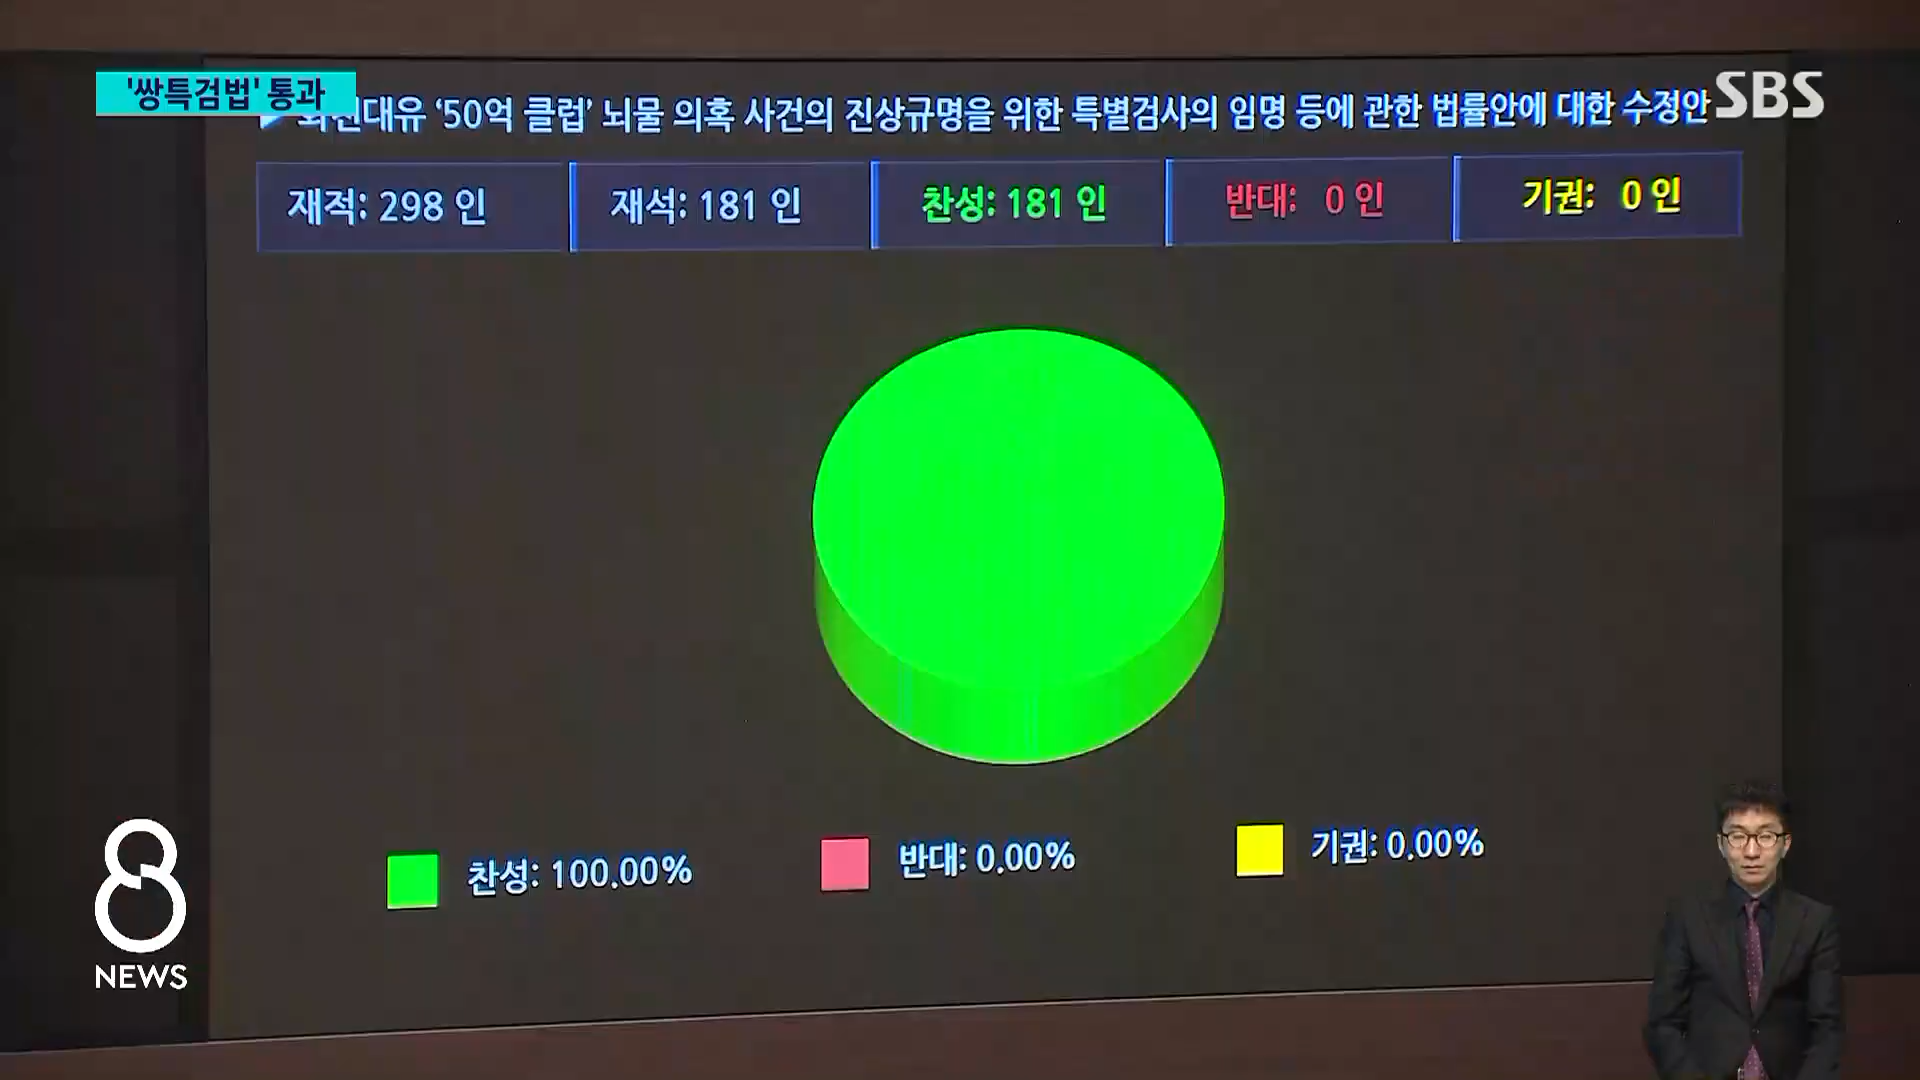 '쌍특검법' 통과
화천대유 ‘50억 클럽’ 뇌물 의혹 사건의 진상규명을 위한 특별검사의 임명 등에 관한 법률안에 대한 수정안
SBS
재적: 298 인
재석: 181 인
찬성: 181 인
반대: 0 인
기권: 0 인
찬성: 100.00%
반대: 0.00%
기권: 0.00%
8
NEWS